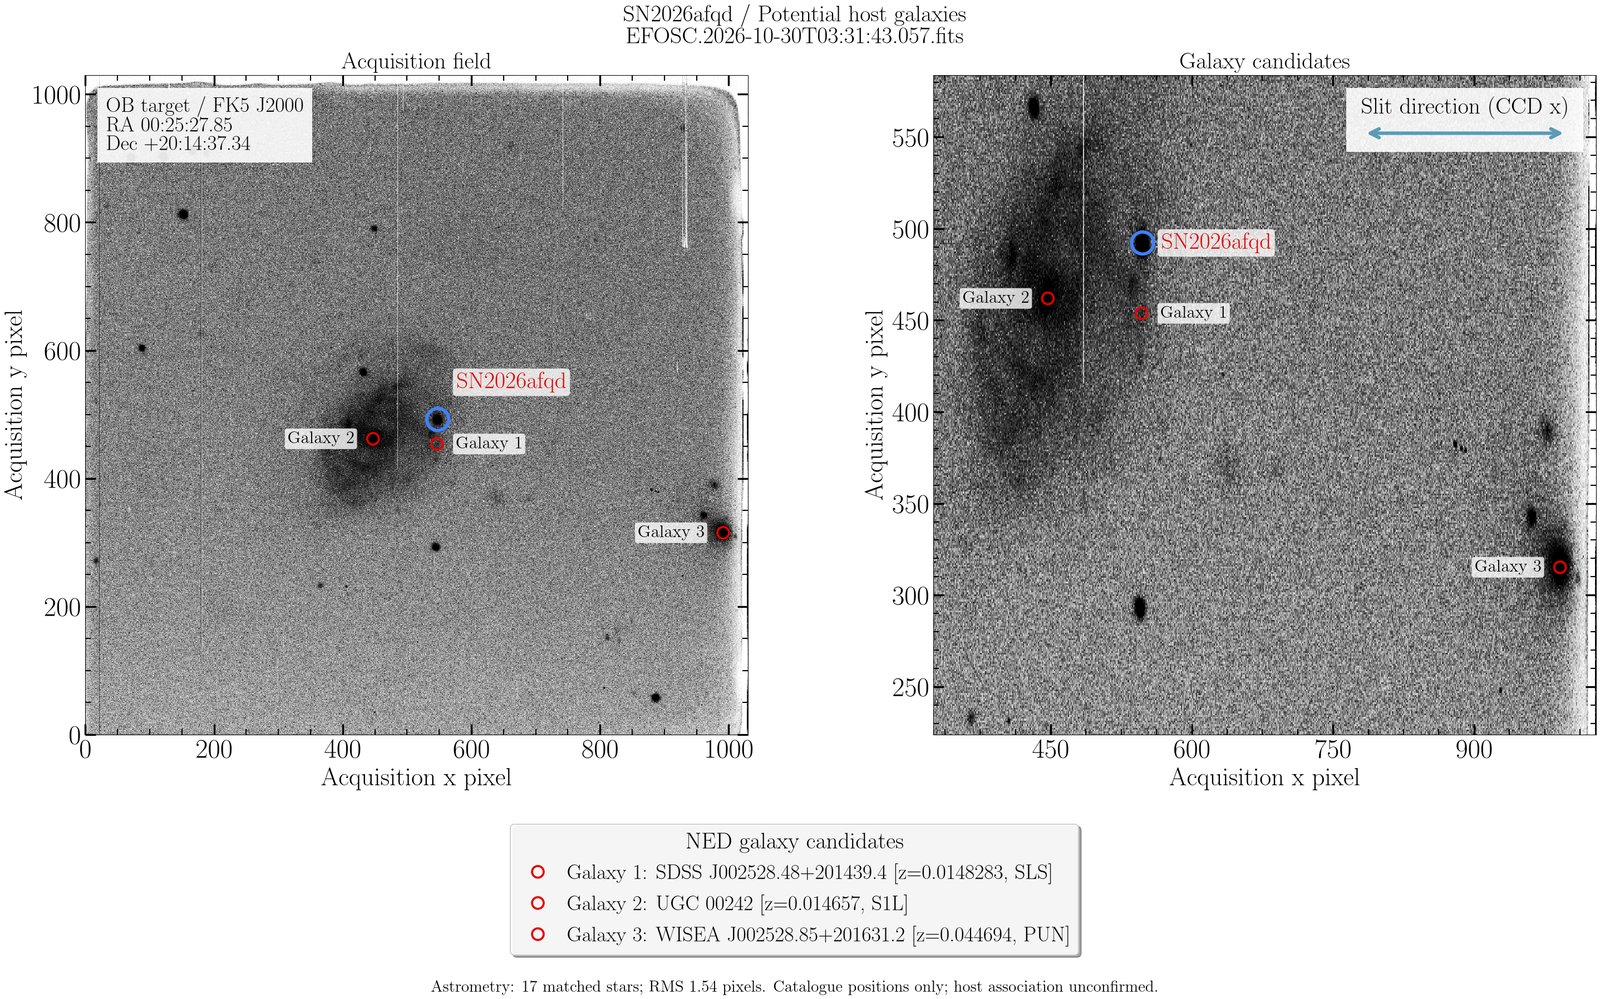 SN2026afqd / Potential host galaxies
EFOSC.2026-10-30T03:31:43.057.fits
Acquisition field
OB target / FK5 J2000
RA 00:25:27.85
Dec +20:14:37.34
SN2026afqd
Galaxy 2
Galaxy 1
Galaxy 3
Acquisition y pixel
1000
800
600
400
200
0
0 200 400 600 800 1000
Acquisition x pixel
Galaxy candidates
Slit direction (CCD x)
SN2026afqd
Galaxy 2
Galaxy 1
Galaxy 3
Acquisition y pixel
550
500
450
400
350
300
250
450 600 750 900
Acquisition x pixel
NED galaxy candidates
Galaxy 1: SDSS J002528.48+201439.4 [z=0.0148283, SLS]
Galaxy 2: UGC 00242 [z=0.014657, S1L]
Galaxy 3: WISEA J002528.85+201631.2 [z=0.044694, PUN]
Astrometry: 17 matched stars; RMS 1.54 pixels. Catalogue positions only; host association unconfirmed.